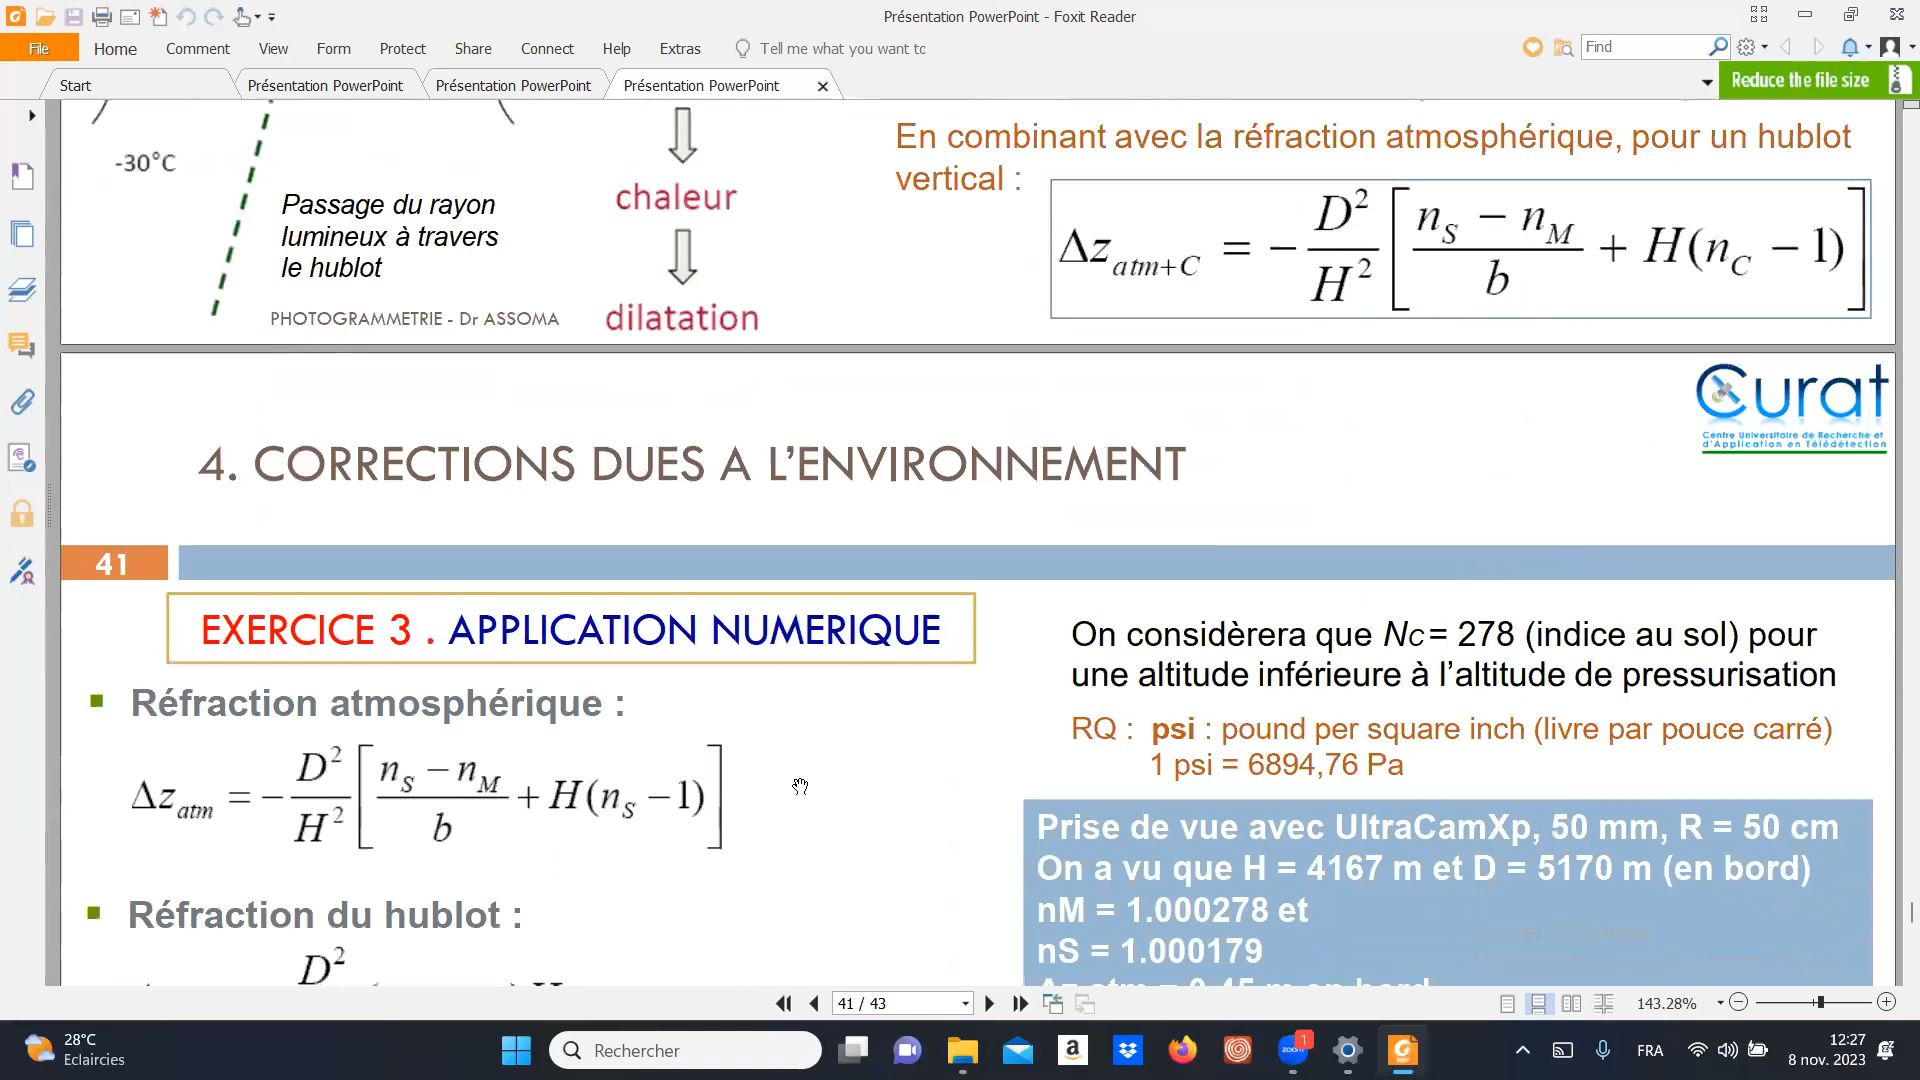 Présentation PowerPoint - Foxit Reader
File Home Comment View Form Protect Share Connect Help Extras Tell me what you want to Find
Start Présentation PowerPoint Présentation PowerPoint Présentation PowerPoint
Reduce the file size
-30°C
Passage du rayon
lumineux à travers
le hublot
PHOTOGRAMMETRIE - Dr ASSOMA
chaleur
dilatation
En combinant avec la réfraction atmosphérique, pour un hublot
vertical :
Δz_{atm+C} = − D²/H² [ (n_S − n_M)/b + H(n_C − 1) ]
Curat
Centre Universitaire de Recherche et
d'Application en Télédétection
4. CORRECTIONS DUES A L'ENVIRONNEMENT
41
EXERCICE 3 . APPLICATION NUMERIQUE
Réfraction atmosphérique :
Δz_{atm} = − D²/H² [ (n_S − n_M)/b + H(n_S − 1) ]
Réfraction du hublot :
D²
On considèrera que Nc = 278 (indice au sol) pour
une altitude inférieure à l'altitude de pressurisation
RQ : psi : pound per square inch (livre par pouce carré)
1 psi = 6894,76 Pa
Prise de vue avec UltraCamXp, 50 mm, R = 50 cm
On a vu que H = 4167 m et D = 5170 m (en bord)
nM = 1.000278 et
nS = 1.000179
41 / 43
143.28%
28°C
Eclaircies
Rechercher
zoom
1
FRA
12:27
8 nov. 2023